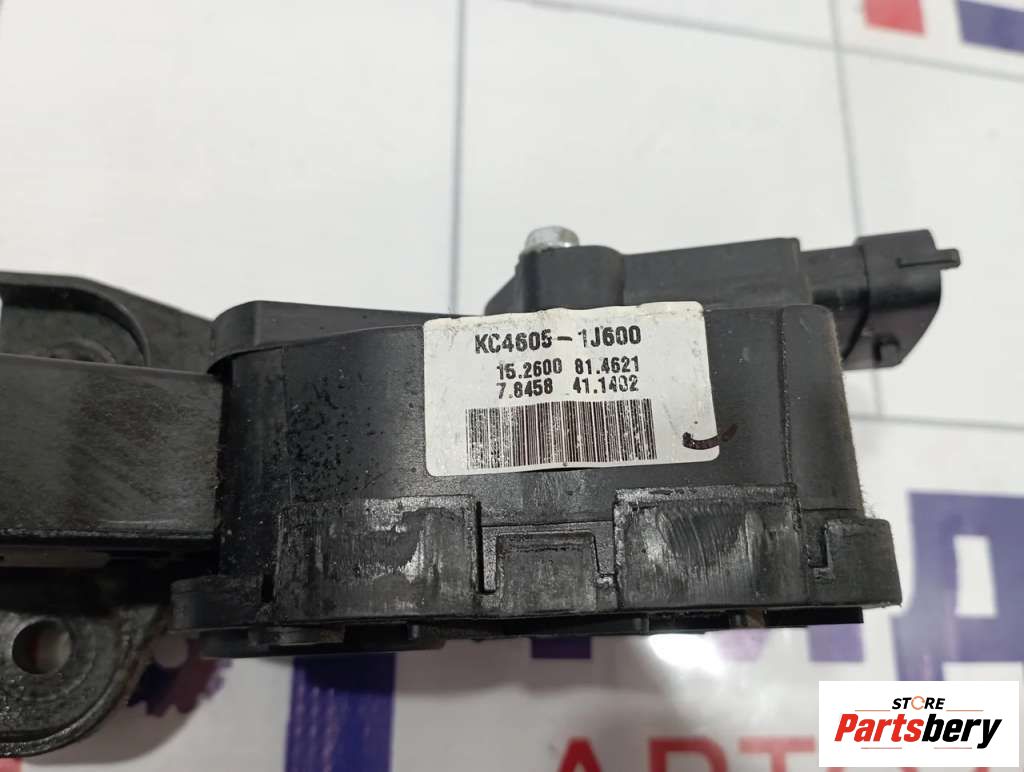 KC4605-1J600
15.2600 81.4621
7.8458 41.1402
STORE
Partsbery